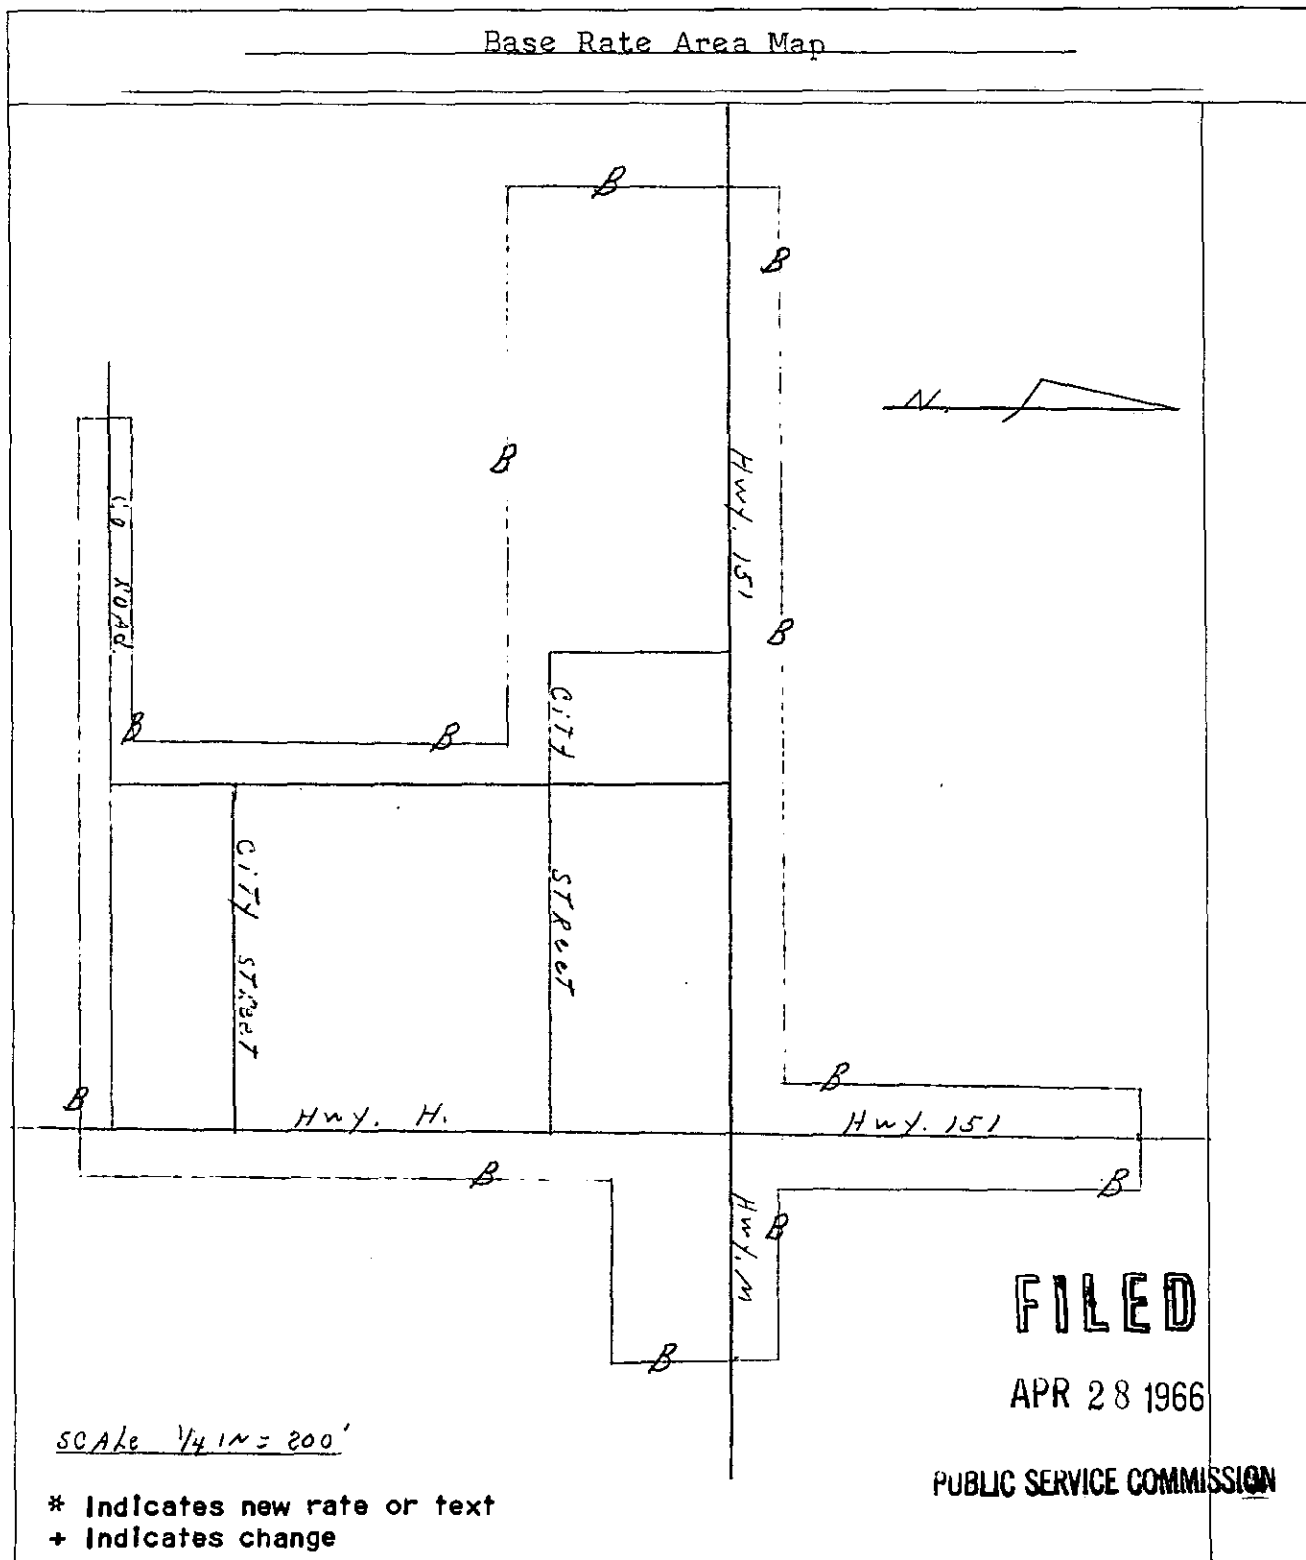 Base Rate Area Map
B
B
N.
B
Hwy. 151
Co ROAd.
B
B
B
CiTY STReeT
CiTY STReeT
B
B
Hwy. H.
Hwy. 151
B
B
Hwy. M
B
B
FILED
APR 28 1966
SCALe 1/4 IN = 200'
PUBLIC SERVICE COMMISSION
* Indicates new rate or text
+ Indicates change